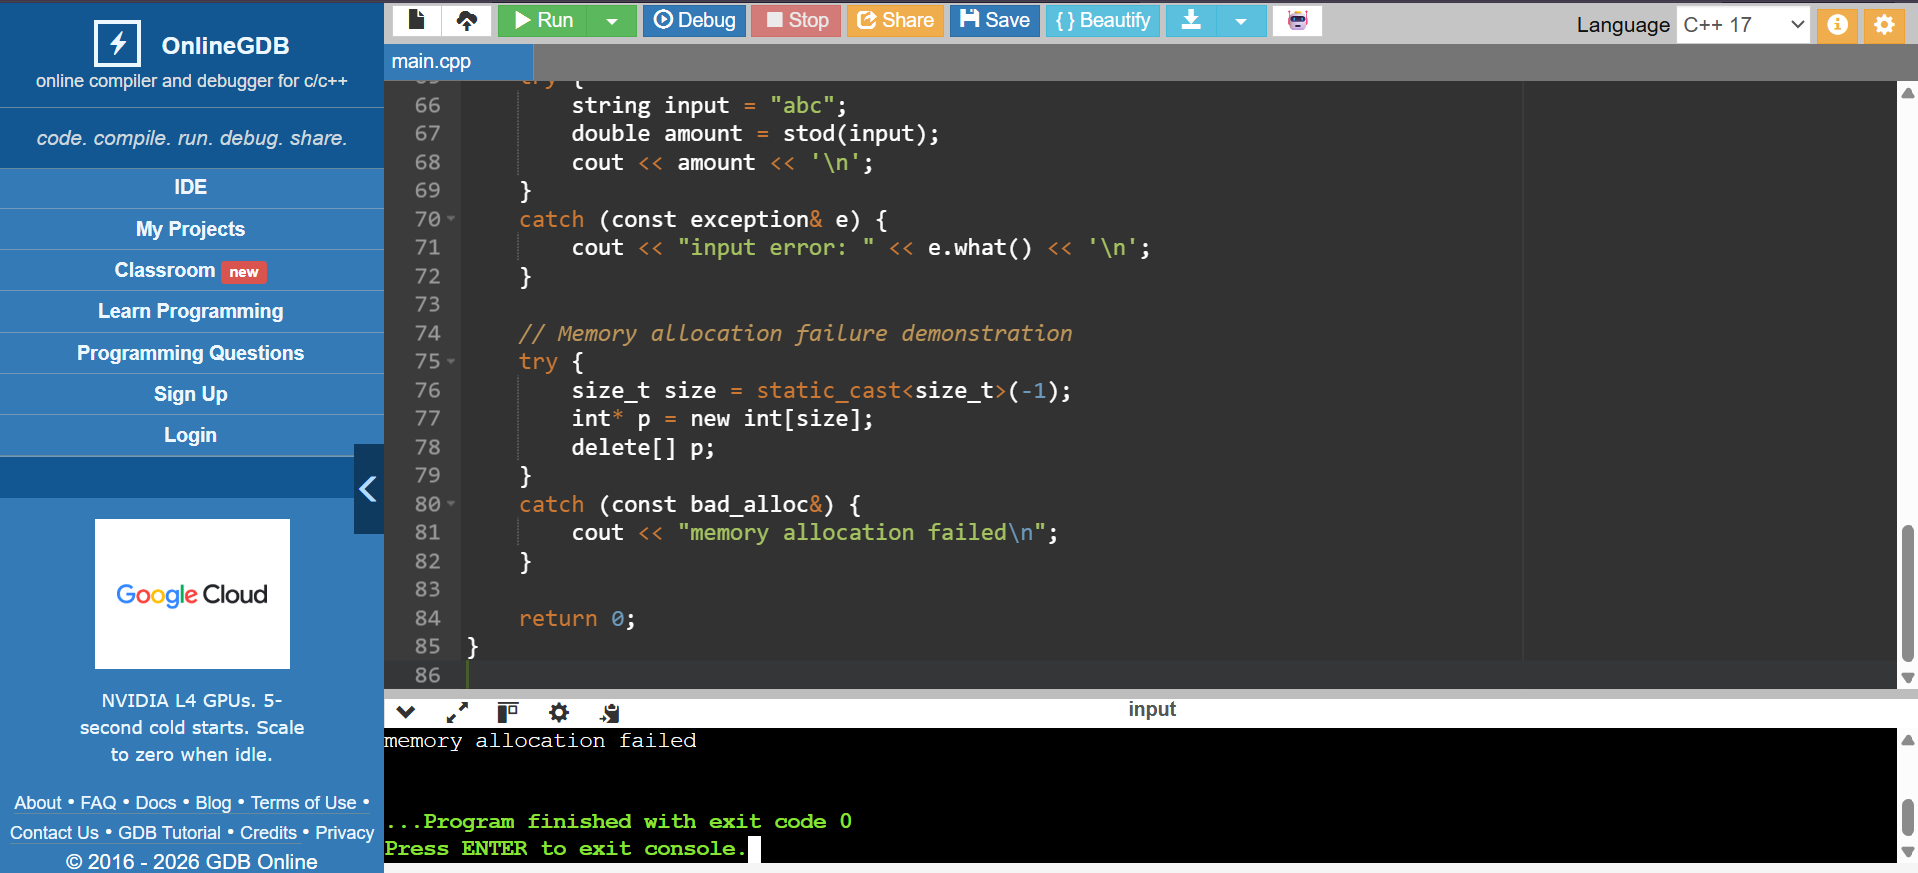 OnlineGDB
online compiler and debugger for c/c++
code. compile. run. debug. share.
IDE
My Projects
Classroom new
Learn Programming
Programming Questions
Sign Up
Login
Google Cloud
NVIDIA L4 GPUs. 5-
second cold starts. Scale
to zero when idle.
About • FAQ • Docs • Blog • Terms of Use •
Contact Us • GDB Tutorial • Credits • Privacy
© 2016 - 2026 GDB Online
Run Debug Stop Share Save { } Beautify Language C++ 17
main.cpp
65 try {
66 string input = "abc";
67 double amount = stod(input);
68 cout << amount << '\n';
69 }
70 catch (const exception& e) {
71 cout << "input error: " << e.what() << '\n';
72 }
73
74 // Memory allocation failure demonstration
75 try {
76 size_t size = static_cast<size_t>(-1);
77 int* p = new int[size];
78 delete[] p;
79 }
80 catch (const bad_alloc&) {
81 cout << "memory allocation failed\n";
82 }
83
84 return 0;
85 }
86
input
memory allocation failed
...Program finished with exit code 0
Press ENTER to exit console.